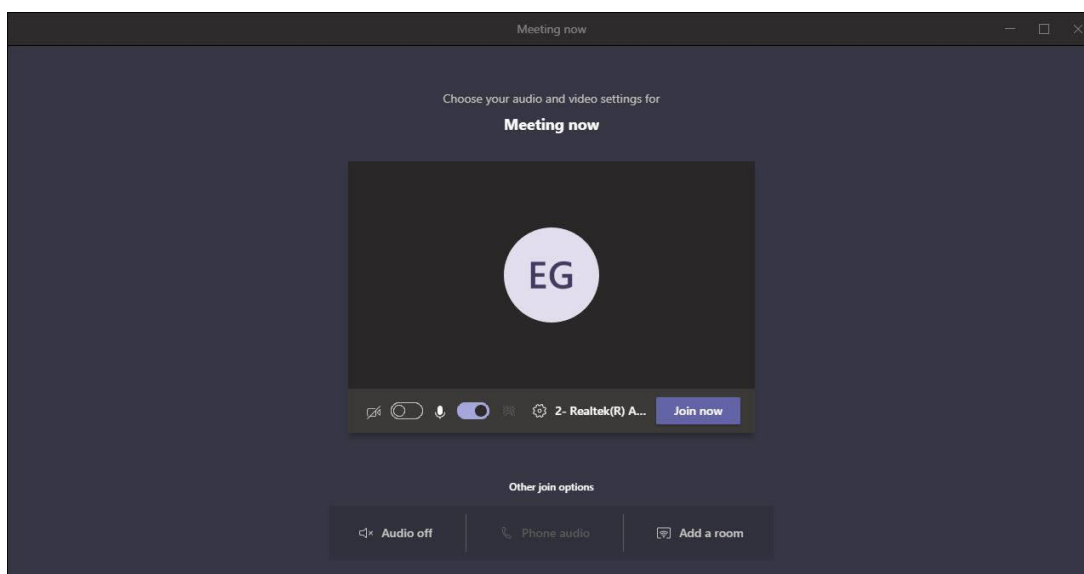 Meeting now
Choose your audio and video settings for
Meeting now
EG
2- Realtek(R) A... Join now
Other join options
Audio off Phone audio Add a room